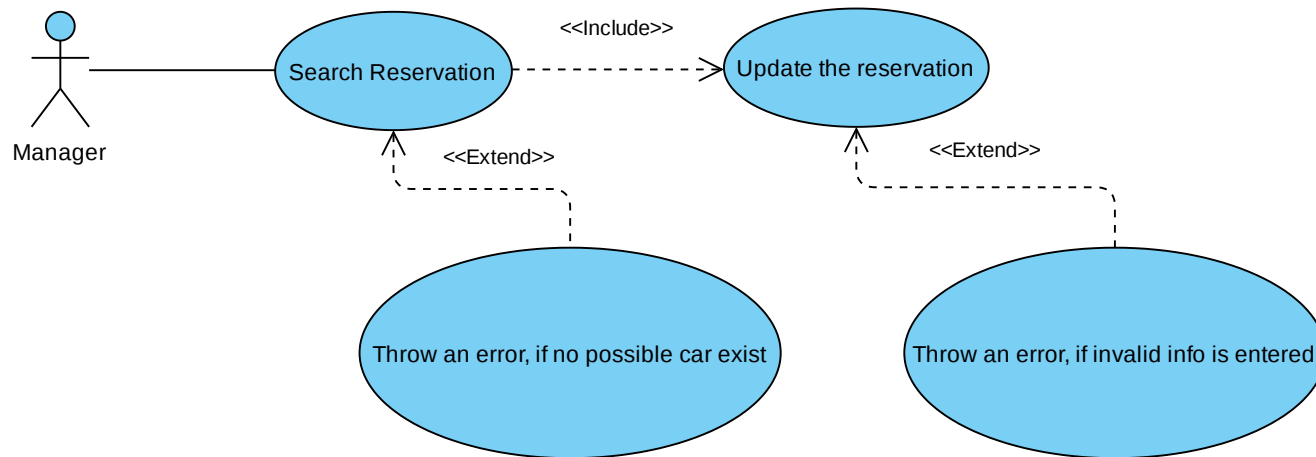 <<Include>>
Search Reservation
Update the reservation
Manager
<<Extend>>
<<Extend>>
Throw an error, if no possible car exist
Throw an error, if invalid info is entered